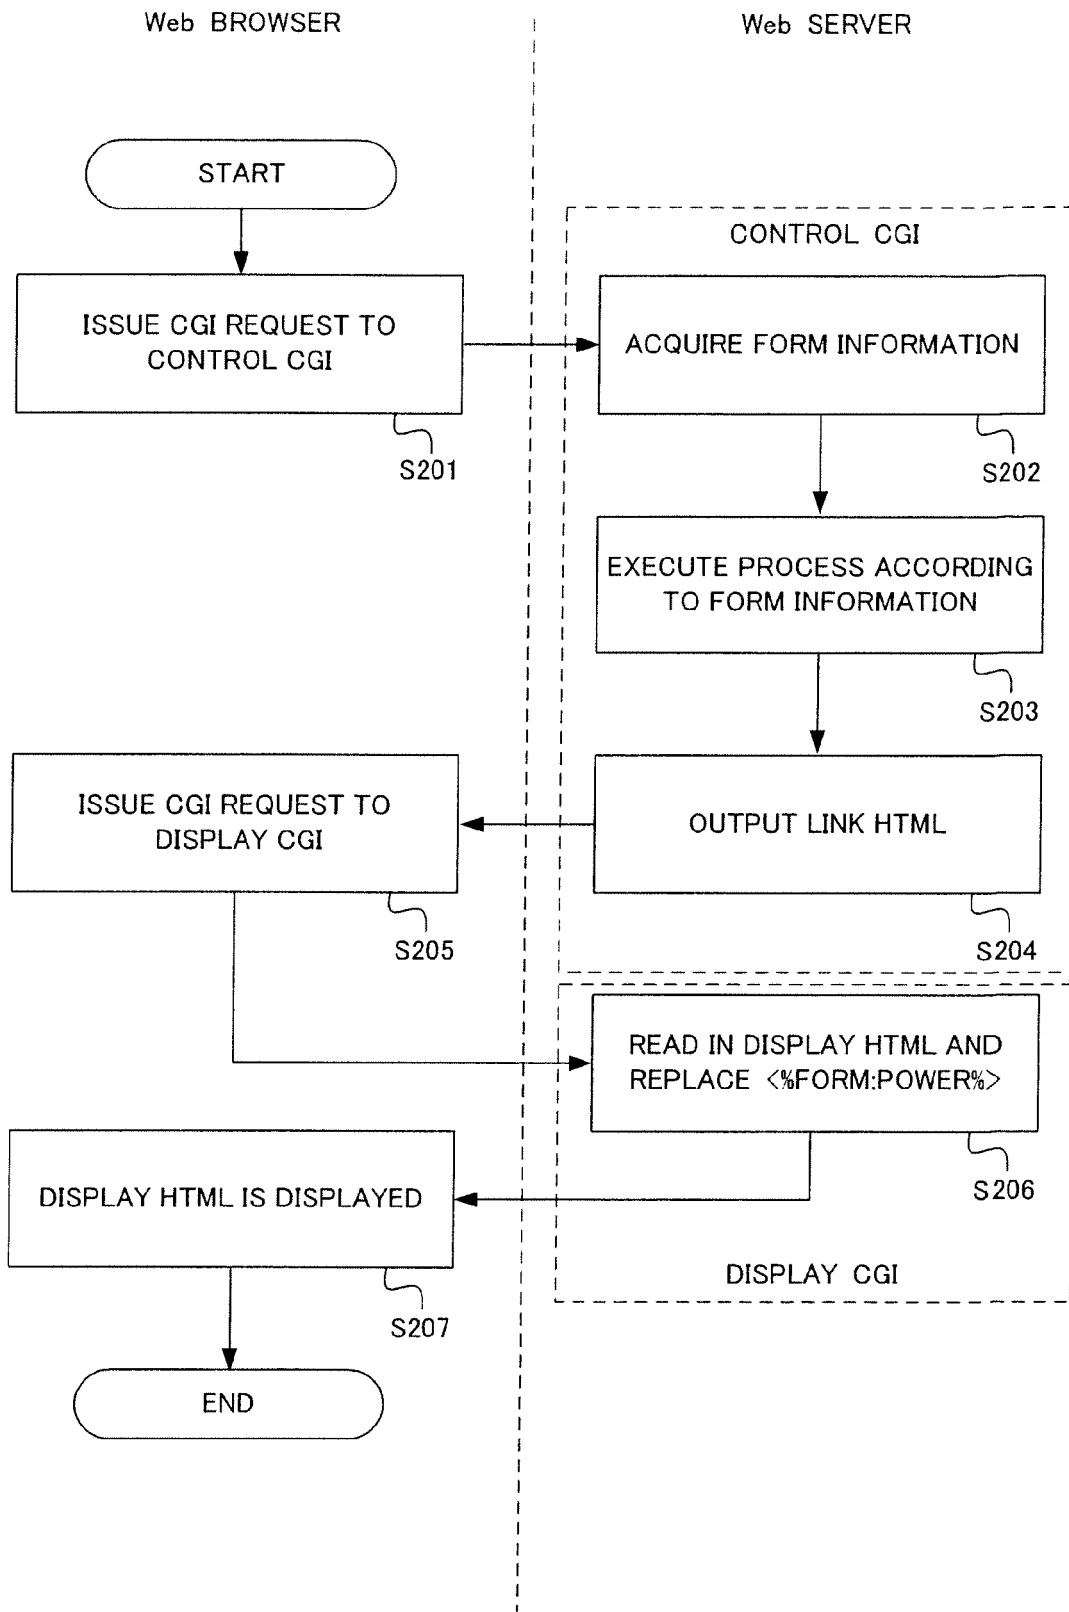 Web BROWSER
Web SERVER
START
CONTROL CGI
ISSUE CGI REQUEST TO
CONTROL CGI
S201
ACQUIRE FORM INFORMATION
S202
EXECUTE PROCESS ACCORDING
TO FORM INFORMATION
S203
OUTPUT LINK HTML
S204
ISSUE CGI REQUEST TO
DISPLAY CGI
S205
READ IN DISPLAY HTML AND
REPLACE <%FORM:POWER%>
S206
DISPLAY CGI
DISPLAY HTML IS DISPLAYED
S207
END